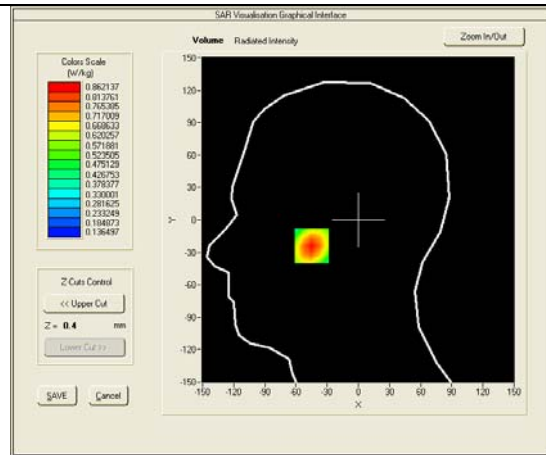 SAR Visualisation Graphical Interface
Volume Radiated Intensity
Zoom In/Out
Colors Scale
(W/kg)
0.862137
0.813761
0.765385
0.717009
0.668633
0.620257
0.571881
0.523505
0.475129
0.426753
0.378377
0.330001
0.281625
0.233249
0.184873
0.136497
Z Cuts Control
<< Upper Cut
Z = 0.4 mm
Lower Cut >>
SAVE Cancel
150
120
90
60
30
0
-30
-60
-90
-120
-150
Y
-150 -120 -90 -60 -30 0 30 60 90 120 150
X